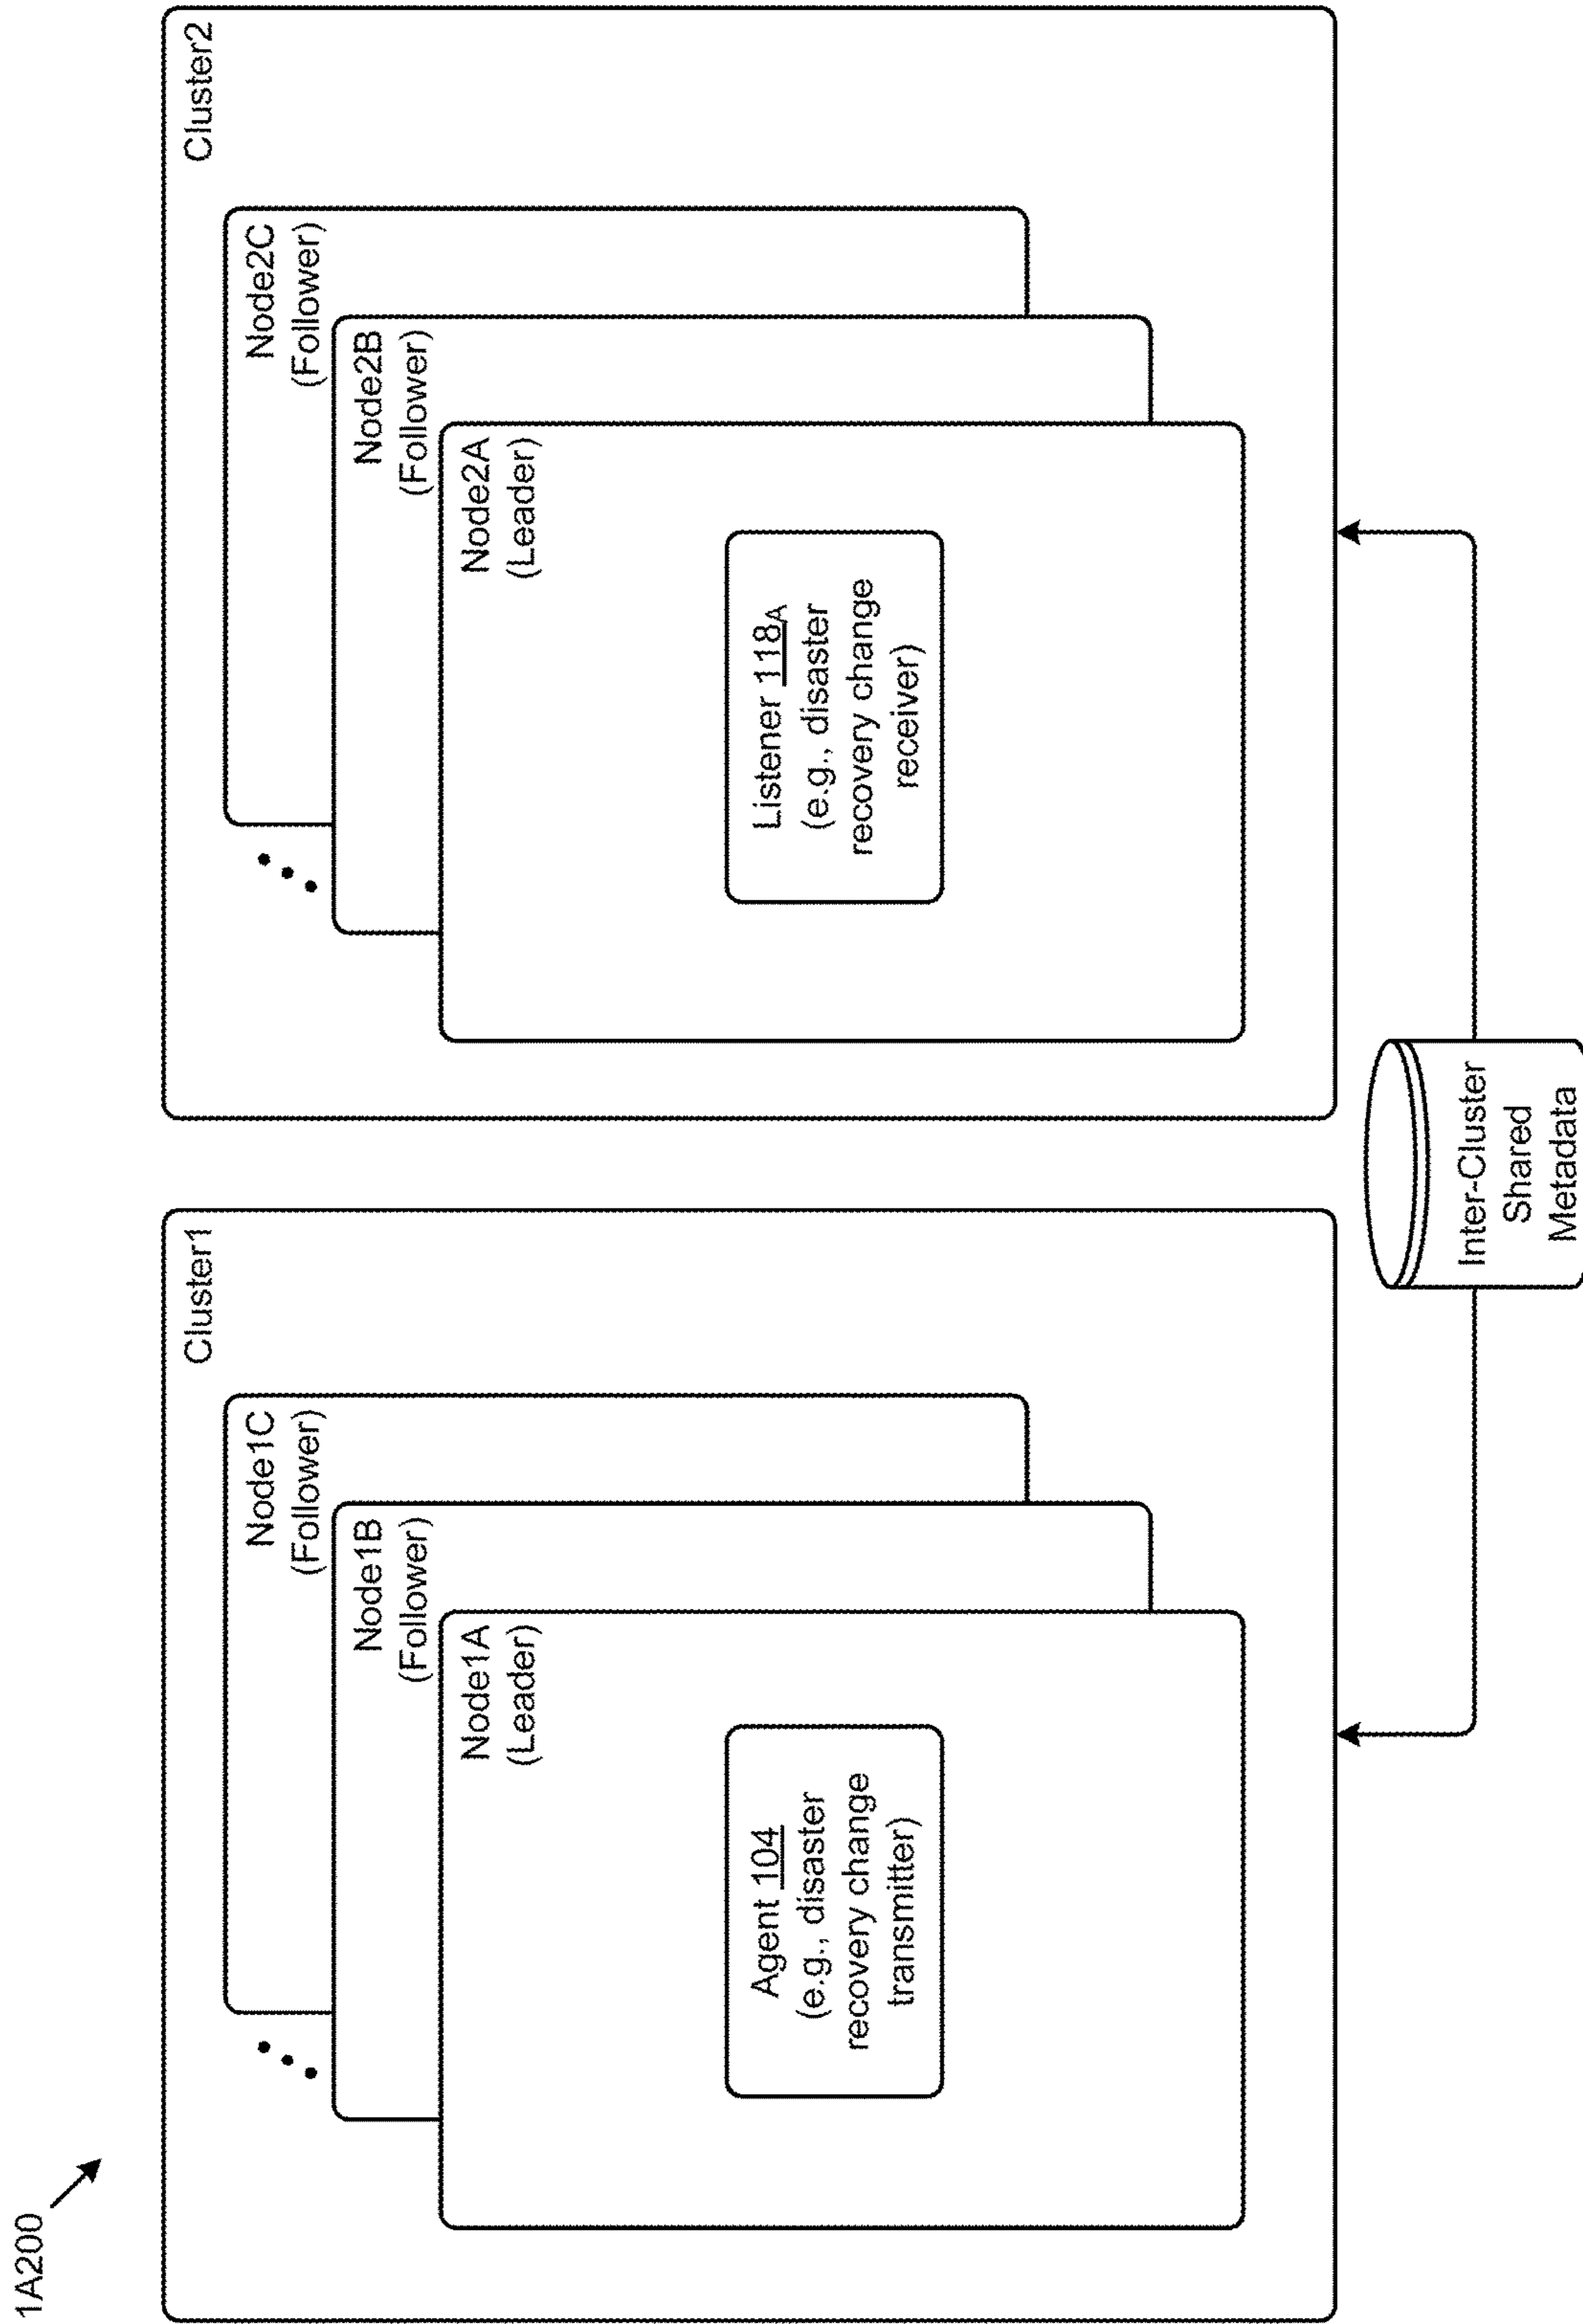 1A200
Cluster1
Node1C
(Follower)
Node1B
(Follower)
Node1A
(Leader)
Agent 104
(e.g., disaster
recovery change
transmitter)
Cluster2
Node2C
(Follower)
Node2B
(Follower)
Node2A
(Leader)
Listener 118A
(e.g., disaster
recovery change
receiver)
Inter-Cluster
Shared
Metadata